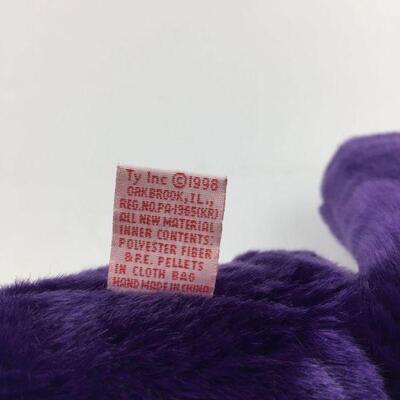 Ty Inc ©1998
OAKBROOK, IL.,
REG.NO.PA-1965(KR)
ALL NEW MATERIAL
INNER CONTENTS:
POLYESTER FIBER
& P.E. PELLETS
IN CLOTH BAG
HAND MADE IN CHINA